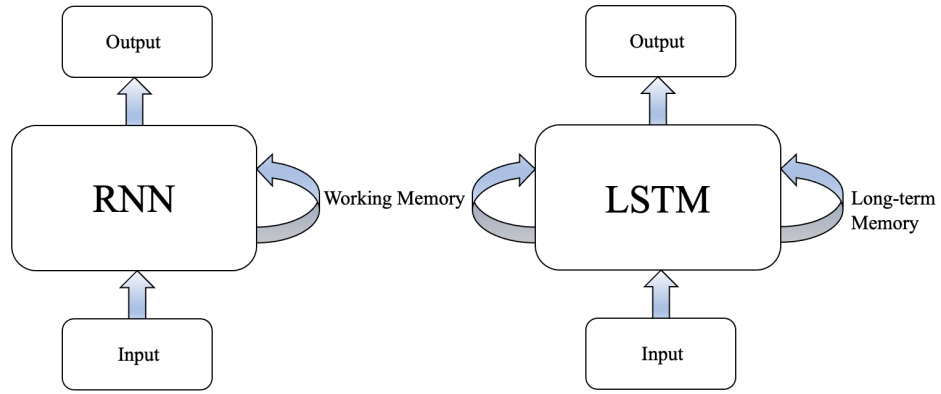 Output
Output
RNN
Working Memory
LSTM
Long-term
Memory
Input
Input